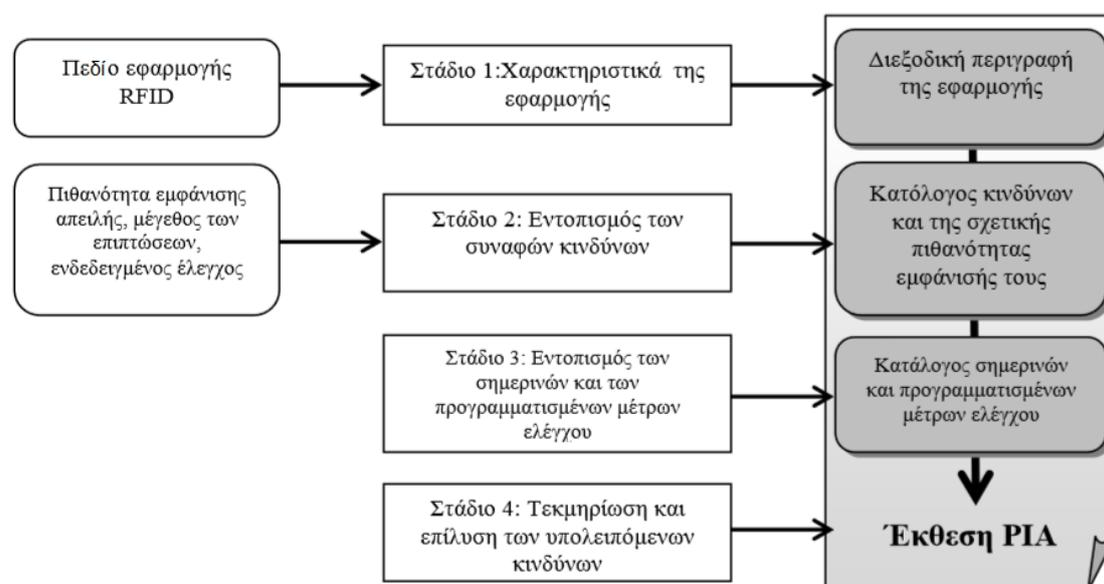 Πεδίο εφαρμογής
RFID
Στάδιο 1:Χαρακτηριστικά της
εφαρμογής
Διεξοδική περιγραφή
της εφαρμογής
Πιθανότητα εμφάνισης
απειλής, μέγεθος των
επιπτώσεων,
ενδεδειγμένος έλεγχος
Στάδιο 2: Εντοπισμός των
συναφών κινδύνων
Κατόλογος κινδύνων
και της σχετικής
πιθανότητας
εμφάνισής τους
Στάδιο 3: Εντοπισμός των
σημερινών και των
προγραμματισμένων μέτρων
ελέγχου
Κατάλογος σημερινών
και προγραμματισμένων
μέτρων ελέγχου
Στάδιο 4: Τεκμηρίωση και
επίλυση των υπολειπόμενων
κινδύνων
Έκθεση PIA